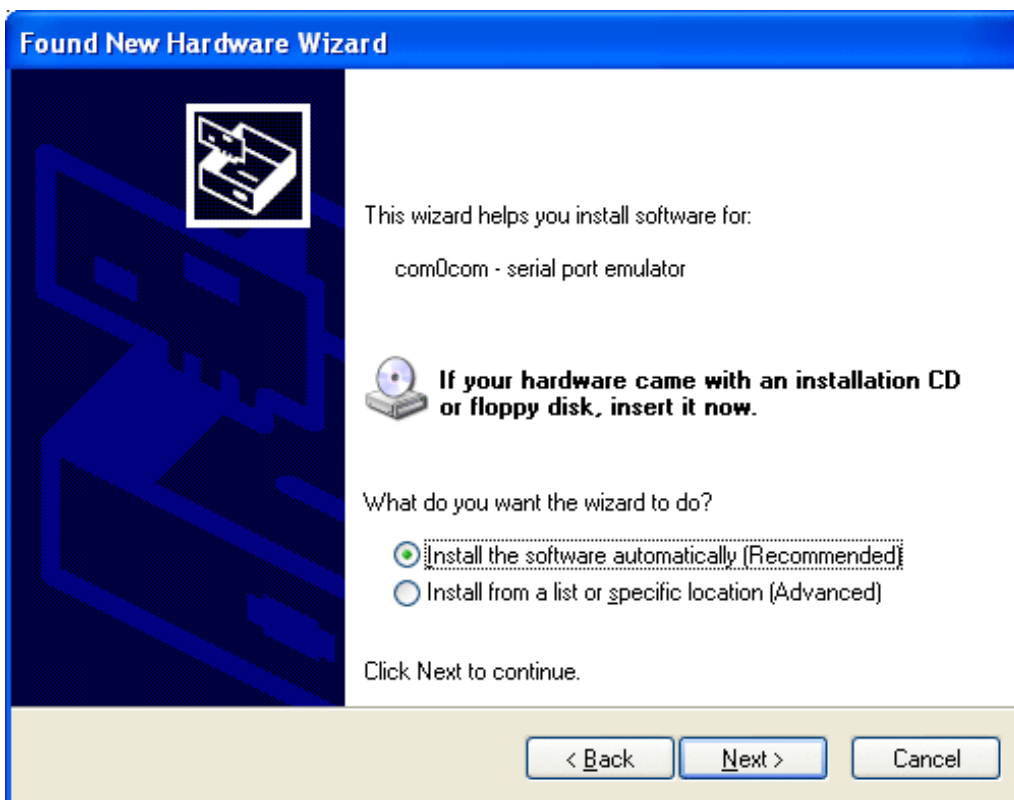 Found New Hardware Wizard
This wizard helps you install software for:
com0com - serial port emulator
If your hardware came with an installation CD
or floppy disk, insert it now.
What do you want the wizard to do?
Install the software automatically (Recommended)
Install from a list or specific location (Advanced)
Click Next to continue.
< Back Next > Cancel